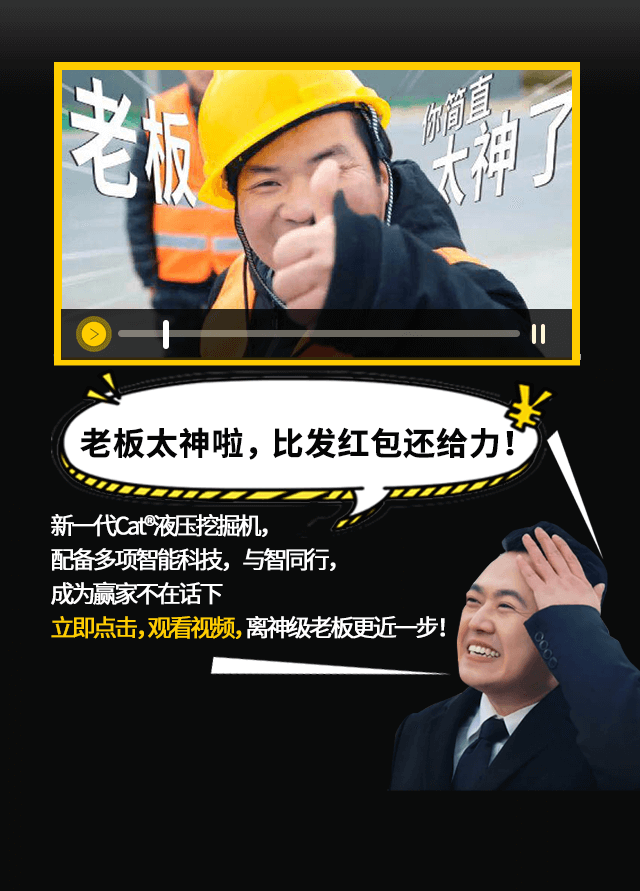 老板
你简直
太神了
老板太神啦，比发红包还给力！
新一代Cat®液压挖掘机，
配备多项智能科技，与智同行，
成为赢家不在话下
立即点击，观看视频，离神级老板更近一步！